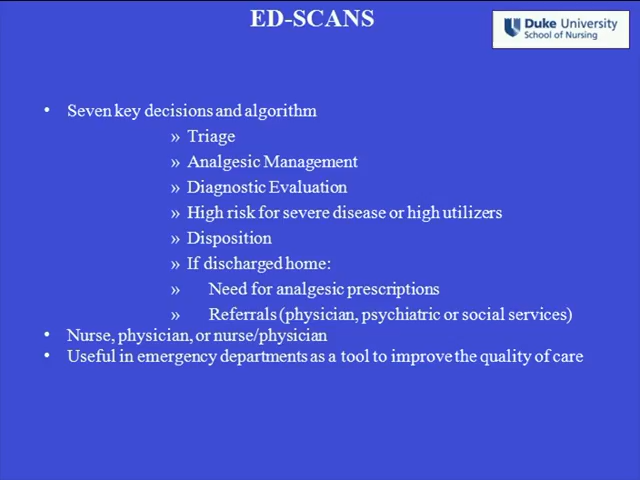 ED-SCANS
Duke University
School of Nursing
• Seven key decisions and algorithm
» Triage
» Analgesic Management
» Diagnostic Evaluation
» High risk for severe disease or high utilizers
» Disposition
» If discharged home:
» Need for analgesic prescriptions
» Referrals (physician, psychiatric or social services)
• Nurse, physician, or nurse/physician
• Useful in emergency departments as a tool to improve the quality of care